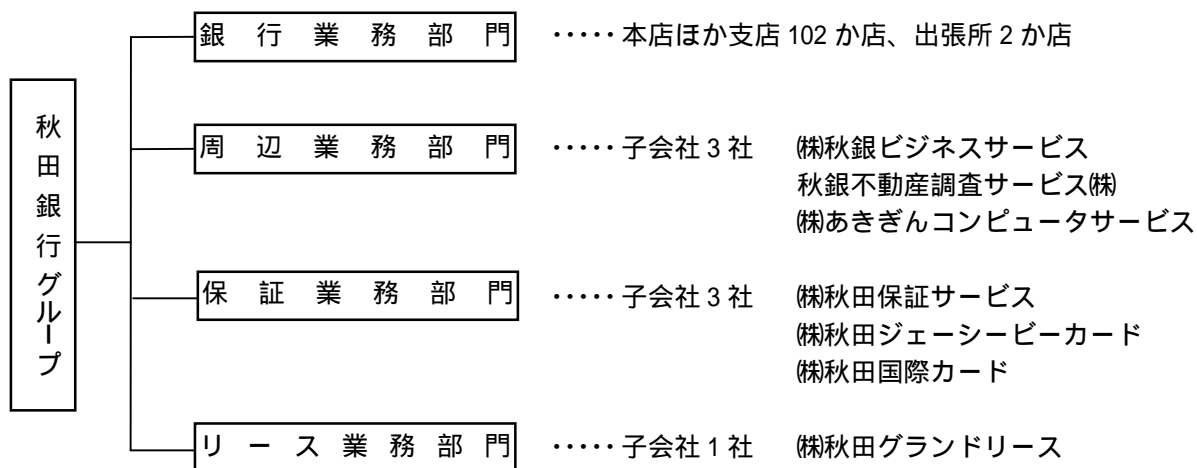 銀行業務部門 ・・・・・本店ほか支店 102 か店、出張所 2 か店
秋田銀行グループ
周辺業務部門 ・・・・・子会社 3 社 ㈱秋銀ビジネスサービス
秋銀不動産調査サービス㈱
㈱あきぎんコンピュータサービス
保証業務部門 ・・・・・子会社 3 社 ㈱秋田保証サービス
㈱秋田ジェーシービーカード
㈱秋田国際カード
リース業務部門 ・・・・・子会社 1 社 ㈱秋田グランドリース